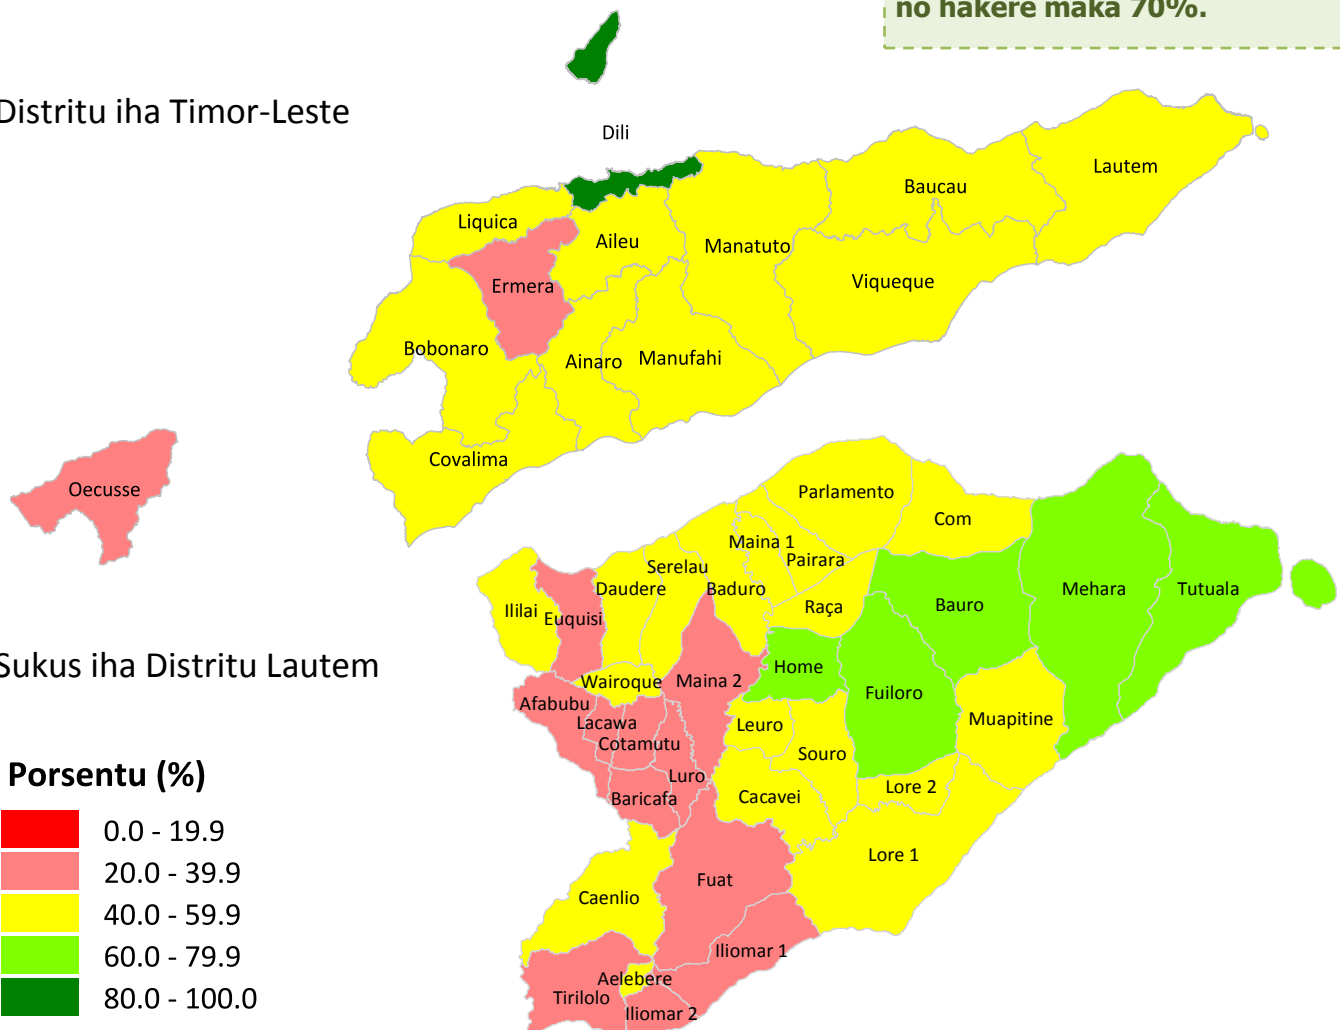 no hakerе maka 70%.
Distritu iha Timor-Leste
Dili
Lautem
Baucau
Liquica
Aileu
Manatuto
Viqueque
Ermera
Bobonaro
Ainaro
Manufahi
Covalima
Oecusse
Parlamento
Com
Maina 1
Pairara
Serelau
Daudere
Baduro
Mehara
Tutuala
Ililai
Euquisi
Raça
Bauro
Sukus iha Distritu Lautem
Home
Wairoque
Maina 2
Fuiloro
Afabubu
Lacawa
Leuro
Muapitine
Cotamutu
Souro
Luro
Lore 2
Baricafa
Cacavei
Lore 1
Fuat
Caenlio
Iliomar 1
Aelebere
Tirilolo
Iliomar 2
Porsentu (%)
0.0 - 19.9
20.0 - 39.9
40.0 - 59.9
60.0 - 79.9
80.0 - 100.0